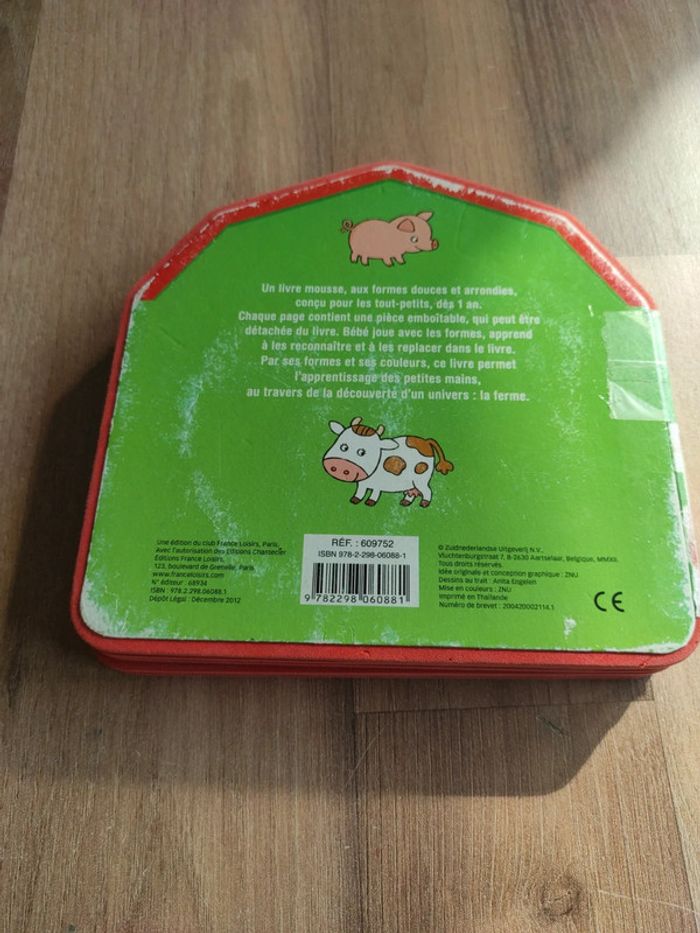 Un livre mousse, aux formes douces et arrondies,
conçu pour les tout-petits, dès 1 an.
Chaque page contient une pièce emboîtable, qui peut être
détachée du livre. Bébé joue avec les formes, apprend
à les reconnaître et à les replacer dans le livre.
Par ses formes et ses couleurs, ce livre permet
l'apprentissage des petites mains,
au travers de la découverte d'un univers : la ferme.
Une édition du club France Loisirs, Paris,
avec l'autorisation des Éditions Chantecler
Éditions France Loisirs,
123, boulevard de Grenelle, Paris
www.franceloisirs.com
N° éditeur : 68934
ISBN : 978.2.298.06088.1
Dépôt Légal : Décembre 2012
RÉF. : 609752
ISBN 978-2-298-06088-1
9 782298 060881
© Zuidnederlandse Uitgeverij N.V.,
Vluchtenburgstraat 7, B-2630 Aartselaar, Belgique, MMXII.
Tous droits réservés.
Idée originale et conception graphique : ZNU
Dessins au trait : Anita Engelen
Mise en couleurs : ZNU
Imprimé en Thaïlande
Numéro de brevet : 200420002114.1
CE